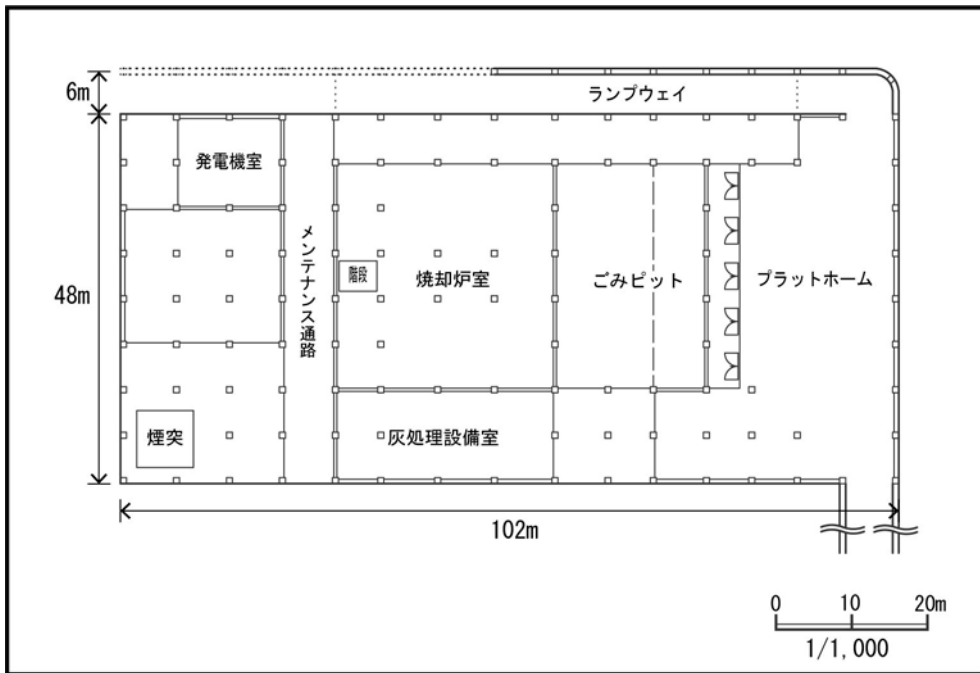 6m
ランプウェイ
発電機室
メンテナンス通路
階段
焼却炉室
ごみピット
プラットホーム
48m
煙突
灰処理設備室
102m
0 10 20m
1/1,000